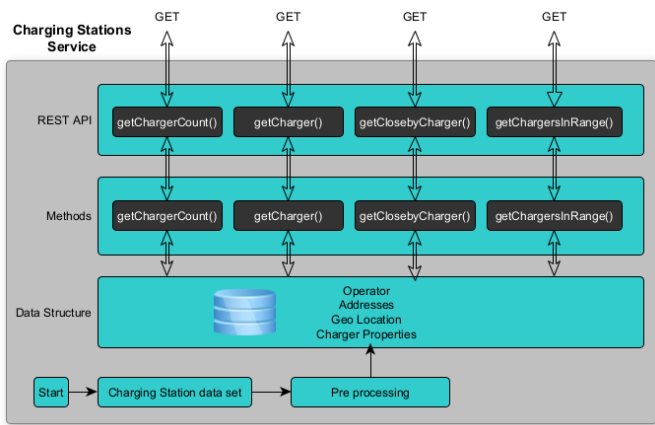 Charging Stations
Service
GET GET GET GET
REST API
getChargerCount() getCharger() getClosebyCharger() getChargersInRange()
Methods
getChargerCount() getCharger() getClosebyCharger() getChargersInRange()
Data Structure
Operator
Addresses
Geo Location
Charger Properties
Start Charging Station data set Pre processing